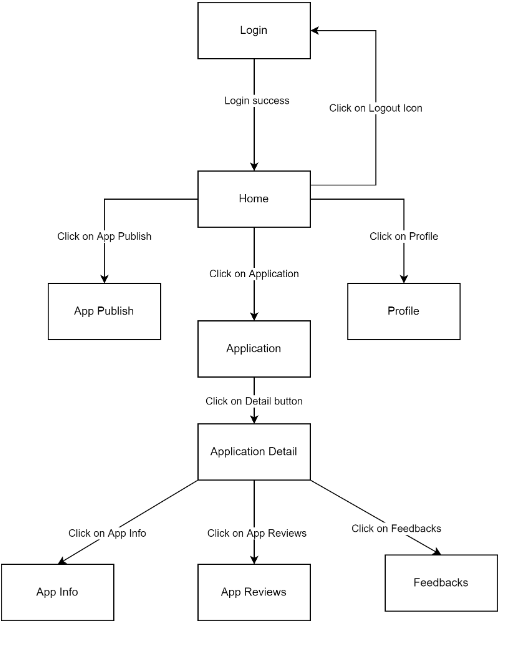 Login
Login success
Click on Logout Icon
Home
Click on App Publish
Click on Profile
Click on Application
App Publish
Profile
Application
Click on Detail button
Application Detail
Click on App Info
Click on App Reviews
Click on Feedbacks
App Info
App Reviews
Feedbacks